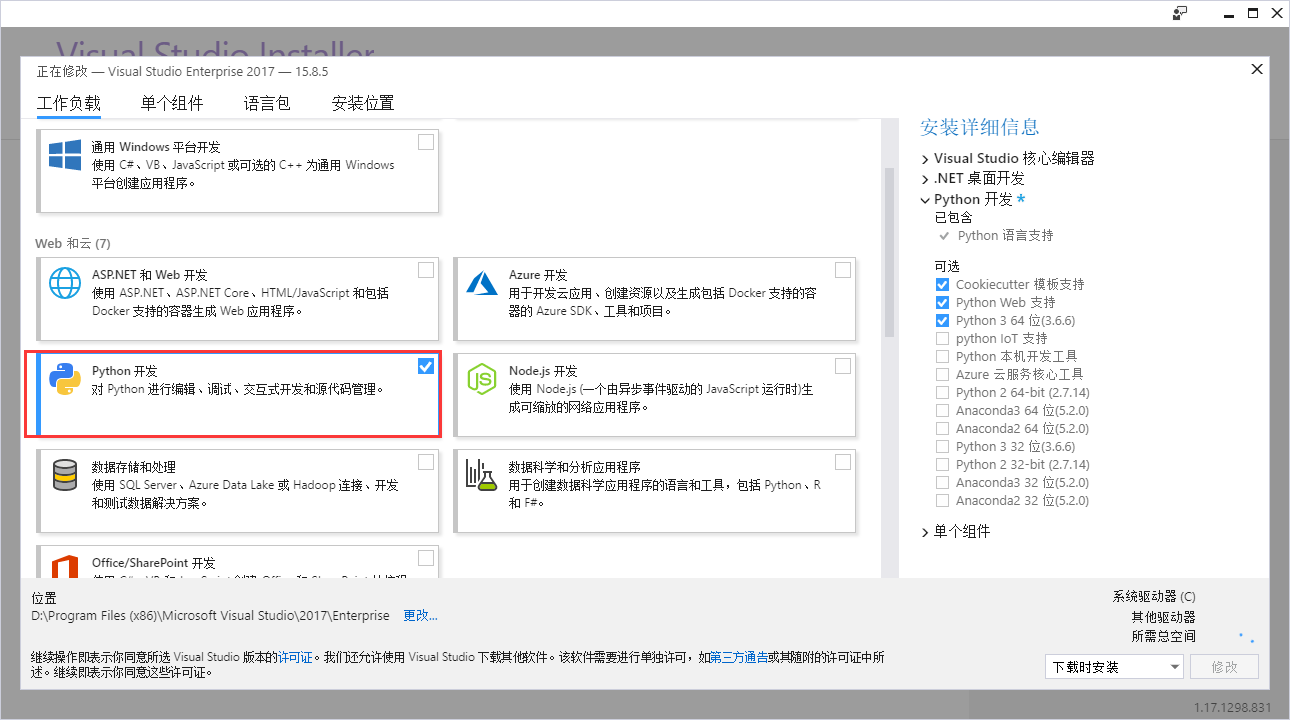 Visual Studio Installer
正在修改 — Visual Studio Enterprise 2017 — 15.8.5
工作负载 单个组件 语言包 安装位置
通用 Windows 平台开发
使用 C#、VB、JavaScript 或可选的 C++ 为通用 Windows
平台创建应用程序。
Web 和云 (7)
ASP.NET 和 Web 开发
使用 ASP.NET、ASP.NET Core、HTML/JavaScript 和包括
Docker 支持的容器生成 Web 应用程序。
Azure 开发
用于开发云应用、创建资源以及生成包括 Docker 支持的容
器的 Azure SDK、工具和项目。
Python 开发
对 Python 进行编辑、调试、交互式开发和源代码管理。
Node.js 开发
使用 Node.js (一个由异步事件驱动的 JavaScript 运行时)生
成可缩放的网络应用程序。
数据存储和处理
使用 SQL Server、Azure Data Lake 或 Hadoop 连接、开发
和测试数据解决方案。
数据科学和分析应用程序
用于创建数据科学应用程序的语言和工具，包括 Python、R
和 F#。
Office/SharePoint 开发
安装详细信息
Visual Studio 核心编辑器
.NET 桌面开发
Python 开发 *
已包含
Python 语言支持
可选
Cookiecutter 模板支持
Python Web 支持
Python 3 64 位(3.6.6)
python IoT 支持
Python 本机开发工具
Azure 云服务核心工具
Python 2 64-bit (2.7.14)
Anaconda3 64 位(5.2.0)
Anaconda2 64 位(5.2.0)
Python 3 32 位(3.6.6)
Python 2 32-bit (2.7.14)
Anaconda3 32 位(5.2.0)
Anaconda2 32 位(5.2.0)
单个组件
位置
D:\Program Files (x86)\Microsoft Visual Studio\2017\Enterprise 更改...
继续操作即表示你同意所选 Visual Studio 版本的许可证。我们还允许使用 Visual Studio 下载其他软件。该软件需要进行单独许可，如第三方通告或其随附的许可证中所
述。继续即表示你同意这些许可证。
系统驱动器 (C)
其他驱动器
所需总空间
下载时安装 修改
1.17.1298.831